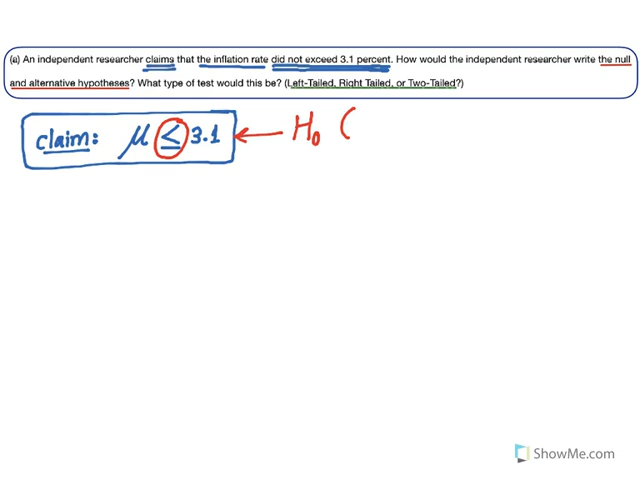 (a) An independent researcher claims that the inflation rate did not exceed 3.1 percent. How would the independent researcher write the null
and alternative hypotheses? What type of test would this be? (Left-Tailed, Right Tailed, or Two-Tailed?)
claim: μ ≤ 3.1 ← H₀ (
ShowMe.com